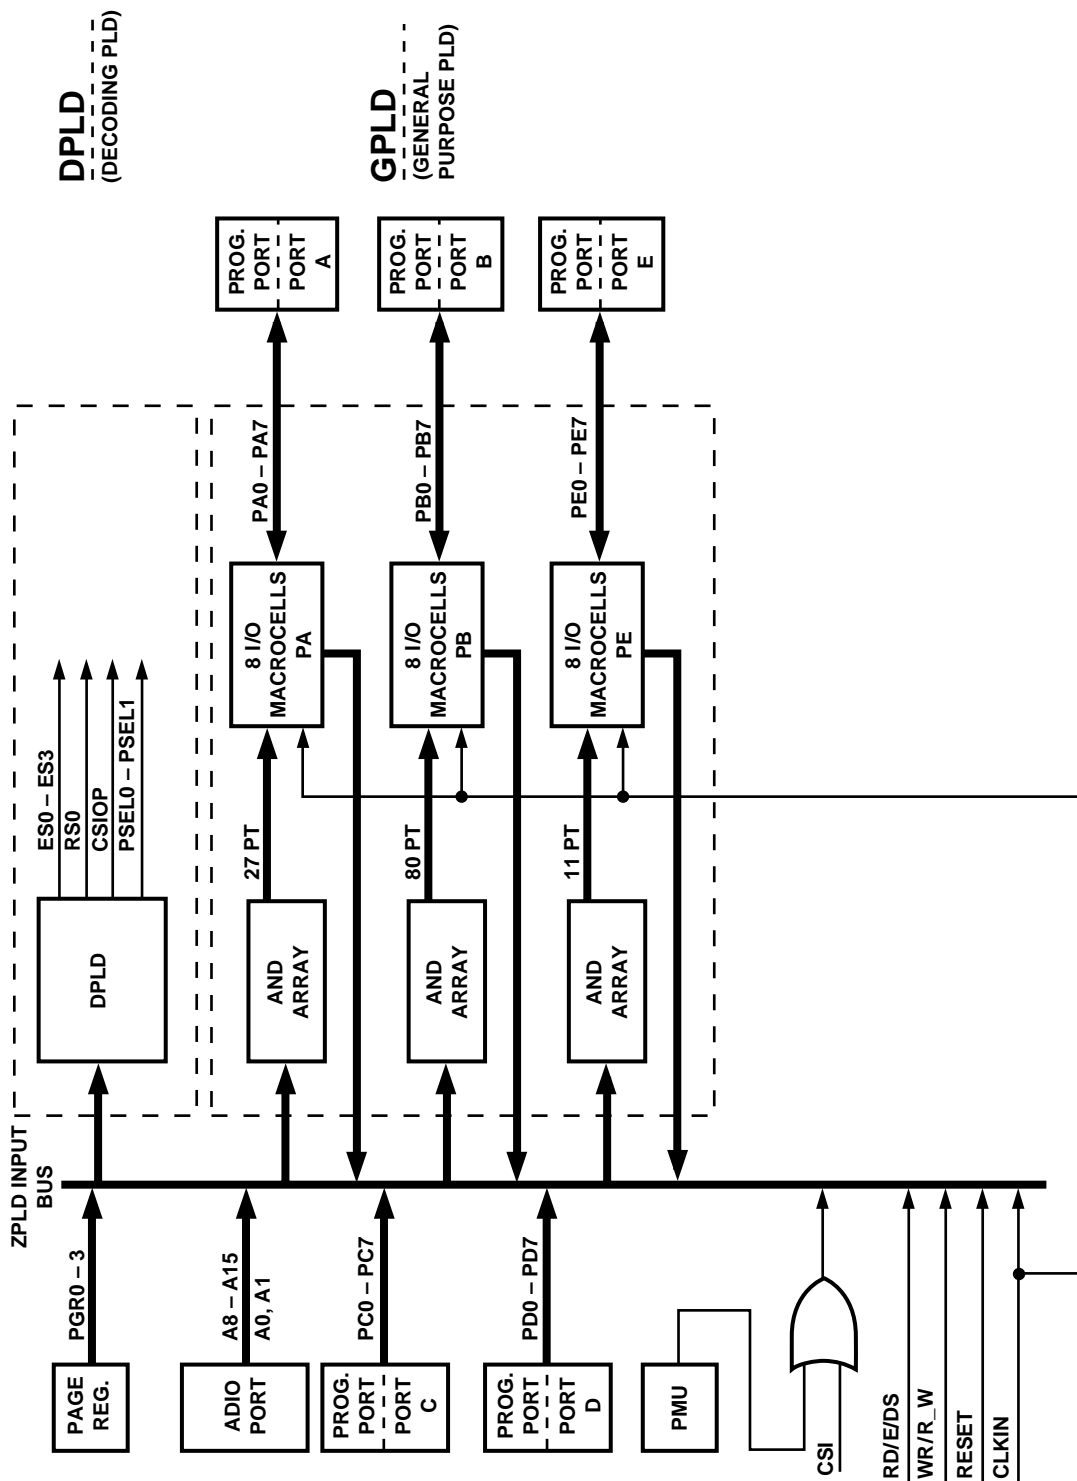 DPLD
(DECODING PLD)
GPLD
(GENERAL
PURPOSE PLD)
PROG.
PORT
PORT
A
PROG.
PORT
PORT
B
PROG.
PORT
PORT
E
PA0 – PA7
PB0 – PB7
PE0 – PE7
8 I/O
MACROCELLS
PA
8 I/O
MACROCELLS
PB
8 I/O
MACROCELLS
PE
ES0 – ES3
RS0
CSIOP
PSEL0 – PSEL1
27 PT
80 PT
11 PT
DPLD
AND
ARRAY
AND
ARRAY
AND
ARRAY
ZPLD INPUT
BUS
PGR0 – 3
A8 – A15
A0, A1
PC0 – PC7
PD0 – PD7
PAGE
REG.
ADIO
PORT
PROG.
PORT
PORT
C
PROG.
PORT
PORT
D
PMU
CSI
RD/E/DS
WR/R_W
RESET
CLKIN